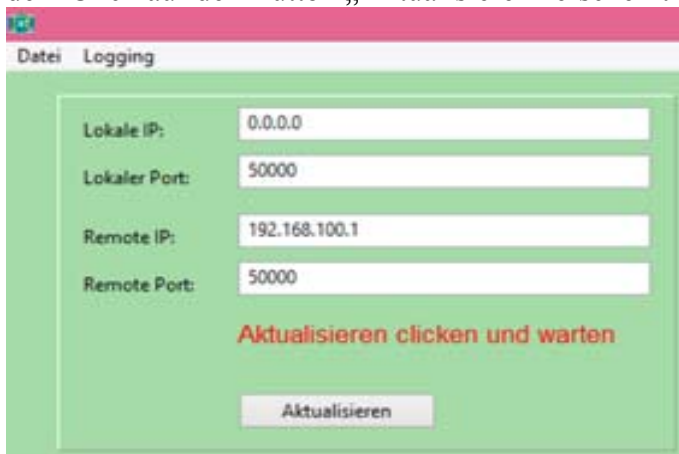 Datei Logging
Lokale IP: 0.0.0.0
Lokaler Port: 50000
Remote IP: 192.168.100.1
Remote Port: 50000
Aktualisieren clicken und warten
Aktualisieren